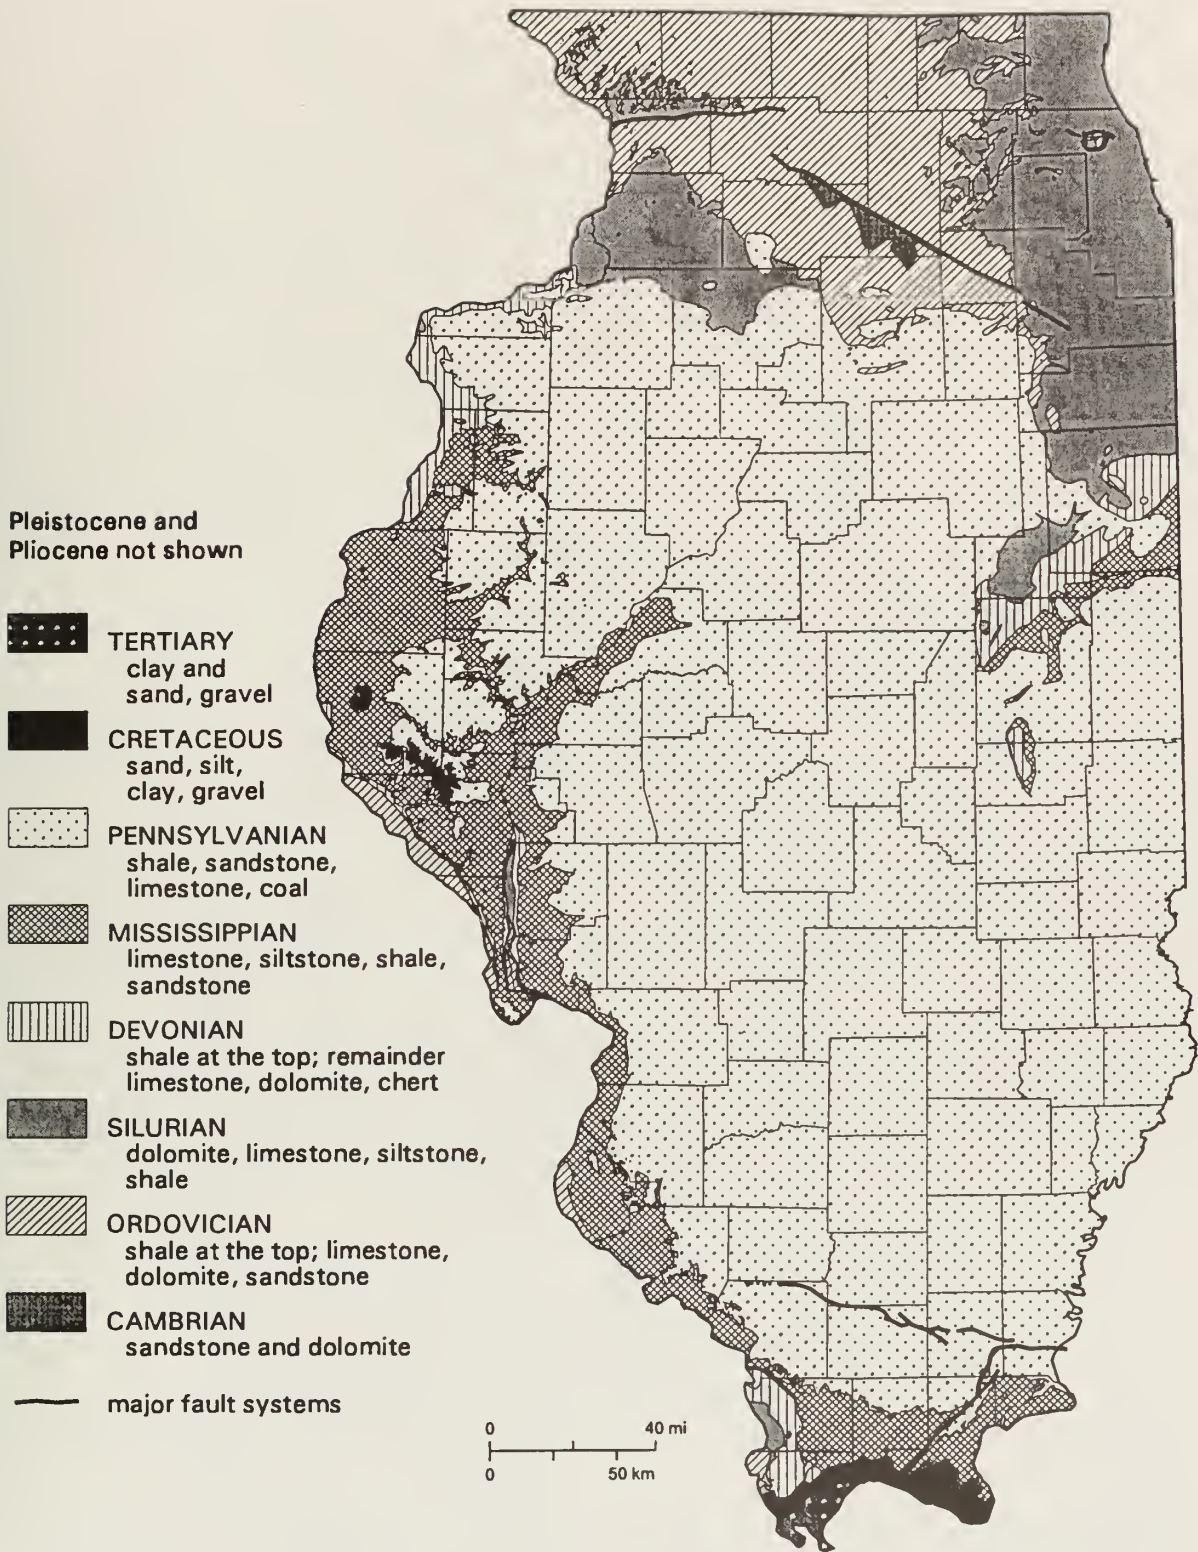 Pleistocene and
Pliocene not shown
TERTIARY
clay and
sand, gravel
CRETACEOUS
sand, silt,
clay, gravel
PENNSYLVANIAN
shale, sandstone,
limestone, coal
MISSISSIPPIAN
limestone, siltstone, shale,
sandstone
DEVONIAN
shale at the top; remainder
limestone, dolomite, chert
SILURIAN
dolomite, limestone, siltstone,
shale
ORDOVICIAN
shale at the top; limestone,
dolomite, sandstone
CAMBRIAN
sandstone and dolomite
major fault systems
0 40 mi
0 50 km